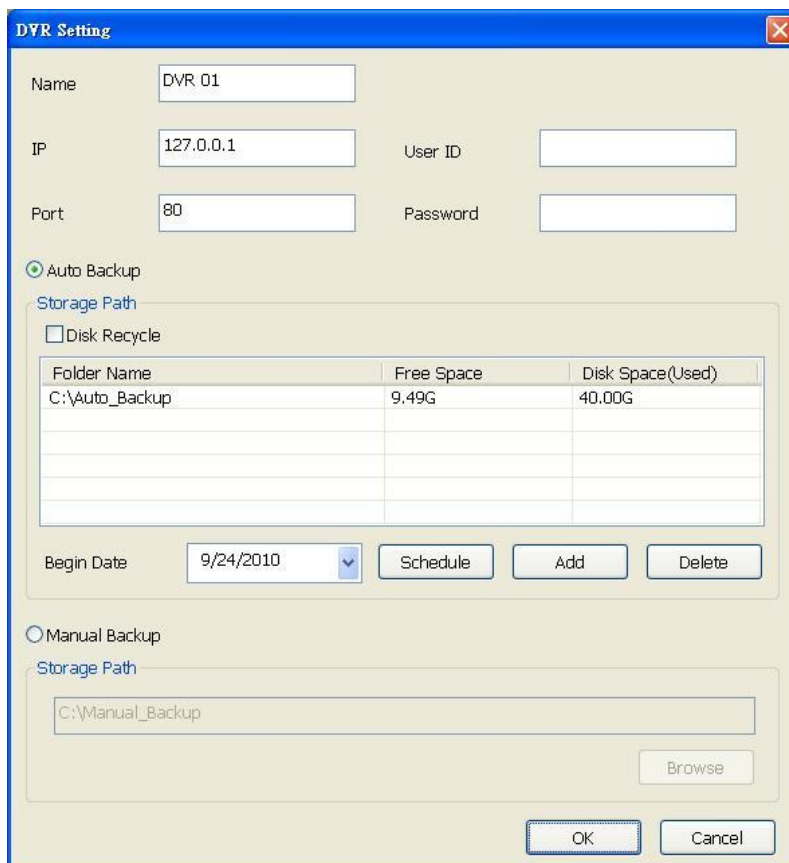 DVR Setting
Name DVR 01
IP 127.0.0.1 User ID
Port 80 Password
Auto Backup
Storage Path
Disk Recycle
Folder Name Free Space Disk Space(Used)
C:\Auto_Backup 9.49G 40.00G
Begin Date 9/24/2010 Schedule Add Delete
Manual Backup
Storage Path
C:\Manual_Backup
Browse
OK Cancel